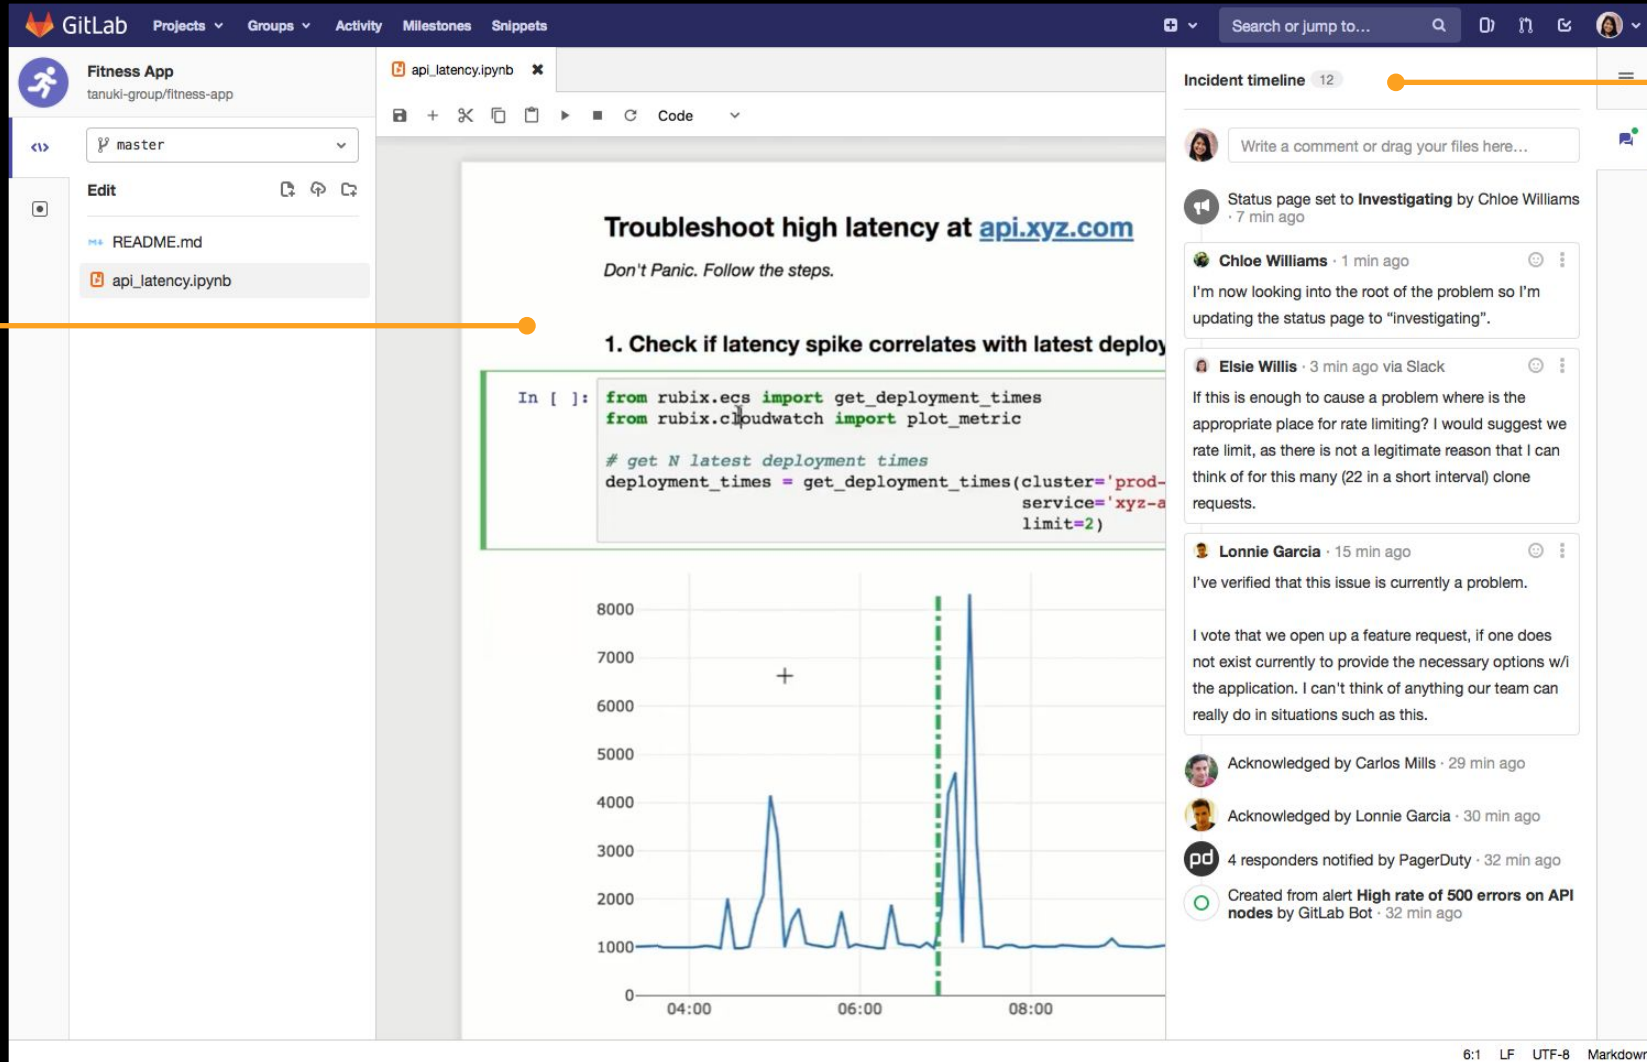 GitLab Projects Groups Activity Milestones Snippets Search or jump to...
Fitness App
tanuki-group/fitness-app
master
Edit
README.md
api_latency.ipynb
api_latency.ipynb
Code
Troubleshoot high latency at api.xyz.com
Don't Panic. Follow the steps.
1. Check if latency spike correlates with latest deploy
In [ ]: from rubix.ecs import get_deployment_times
from rubix.cloudwatch import plot_metric
# get N latest deployment times
deployment_times = get_deployment_times(cluster='prod-
service='xyz-a
limit=2)
8000
7000
6000
5000
4000
3000
2000
1000
0
04:00 06:00 08:00
Incident timeline 12
Write a comment or drag your files here...
Status page set to Investigating by Chloe Williams
· 7 min ago
Chloe Williams · 1 min ago
I'm now looking into the root of the problem so I'm
updating the status page to “investigating”.
Elsie Willis · 3 min ago via Slack
If this is enough to cause a problem where is the
appropriate place for rate limiting? I would suggest we
rate limit, as there is not a legitimate reason that I can
think of for this many (22 in a short interval) clone
requests.
Lonnie Garcia · 15 min ago
I've verified that this issue is currently a problem.
I vote that we open up a feature request, if one does
not exist currently to provide the necessary options w/i
the application. I can't think of anything our team can
really do in situations such as this.
Acknowledged by Carlos Mills · 29 min ago
Acknowledged by Lonnie Garcia · 30 min ago
pd 4 responders notified by PagerDuty · 32 min ago
Created from alert High rate of 500 errors on API
nodes by GitLab Bot · 32 min ago
6:1 LF UTF-8 Markdown